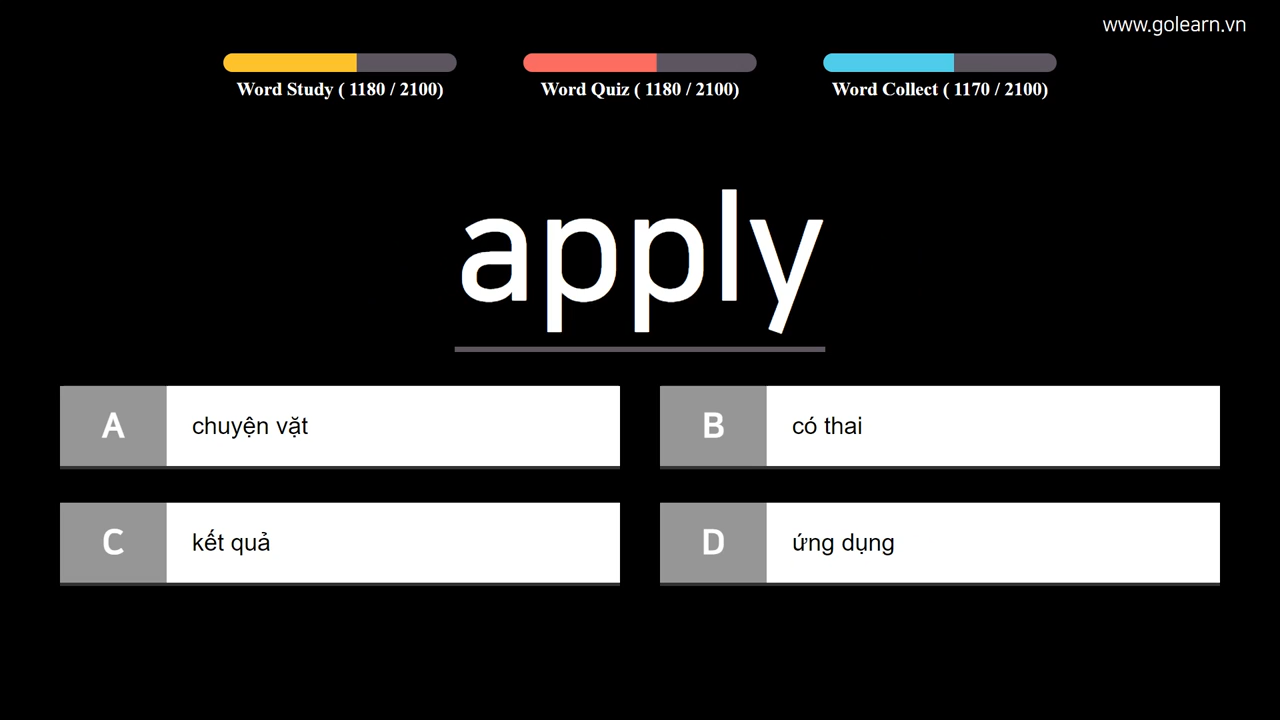 www.golearn.vn
Word Study ( 1180 / 2100)
Word Quiz ( 1180 / 2100)
Word Collect ( 1170 / 2100)
apply
A chuyện vặt
B có thai
C kết quả
D ứng dụng